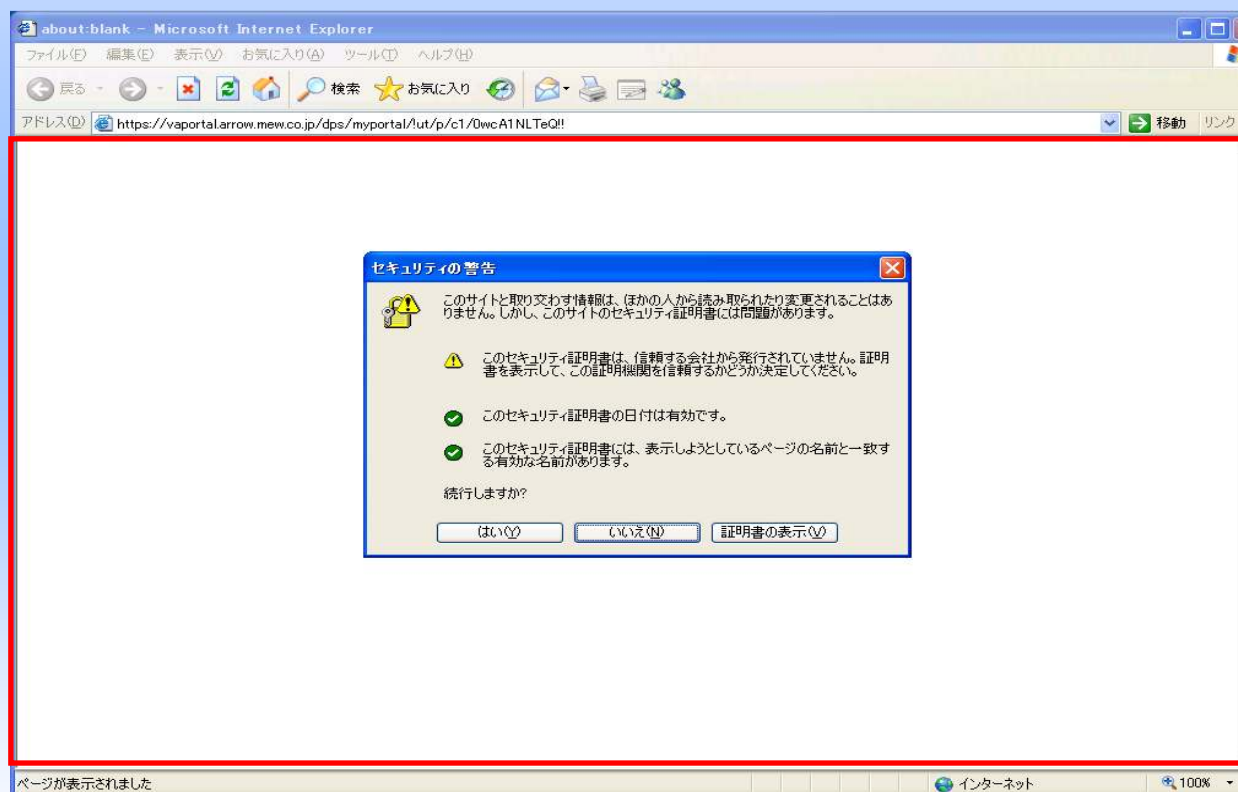 about:blank - Microsoft Internet Explorer
ファイル(F) 編集(E) 表示(V) お気に入り(A) ツール(T) ヘルプ(H)
戻る 検索 お気に入り
アドレス(D) https://vaportal.arrow.mew.co.jp/dps/myportal/!ut/p/c1/0wcA1NLTeQ!! 移動 リンク
セキュリティの警告
このサイトと取り交わす情報は、ほかの人から読み取られたり変更されることはあ
りません。しかし、このサイトのセキュリティ証明書には問題があります。
このセキュリティ証明書は、信頼する会社から発行されていません。証明
書を表示して、この証明機関を信頼するかどうか決定してください。
このセキュリティ証明書の日付は有効です。
このセキュリティ証明書には、表示しようとしているページの名前と一致す
る有効な名前があります。
続行しますか?
はい(Y) いいえ(N) 証明書の表示(V)
ページが表示されました インターネット 100%